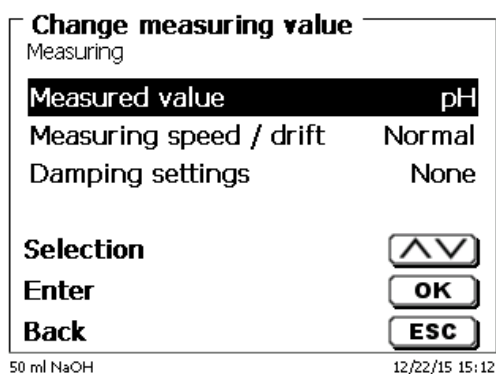 Change measuring value
Measuring
Measured value pH
Measuring speed / drift Normal
Damping settings None
Selection
Enter OK
Back ESC
50 ml NaOH 12/22/15 15:12